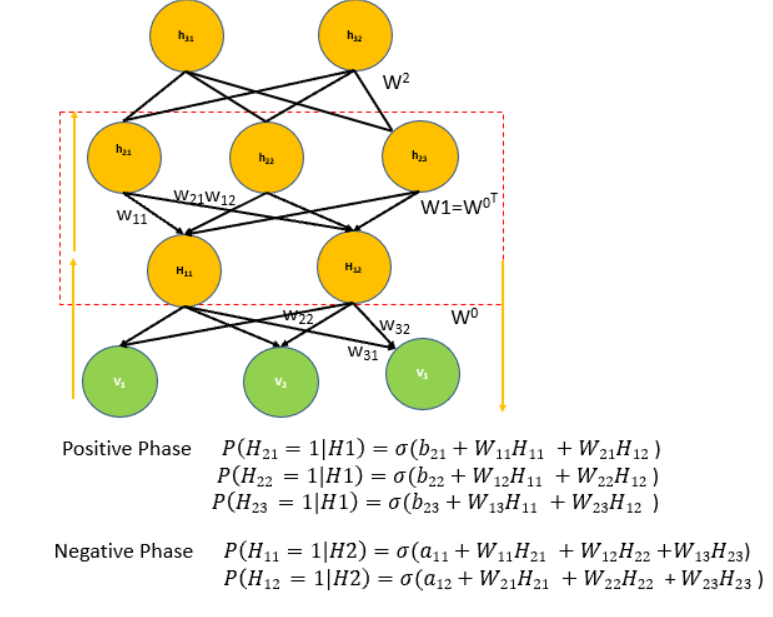 h₃₁ h₃₂
W²
h₂₁ h₂₂ h₂₃
w₂₁w₁₂
w₁₁ W1=W⁰ᵀ
H₁₁ H₁₂
w₂₂ W⁰
w₃₂
w₃₁
V₁ V₂ V₃
Positive Phase P(H₂₁ = 1|H1) = σ(b₂₁ + W₁₁H₁₁ + W₂₁H₁₂ )
P(H₂₂ = 1|H1) = σ(b₂₂ + W₁₂H₁₁ + W₂₂H₁₂ )
P(H₂₃ = 1|H1) = σ(b₂₃ + W₁₃H₁₁ + W₂₃H₁₂ )
Negative Phase P(H₁₁ = 1|H2) = σ(a₁₁ + W₁₁H₂₁ + W₁₂H₂₂ +W₁₃H₂₃)
P(H₁₂ = 1|H2) = σ(a₁₂ + W₂₁H₂₁ + W₂₂H₂₂ + W₂₃H₂₃ )